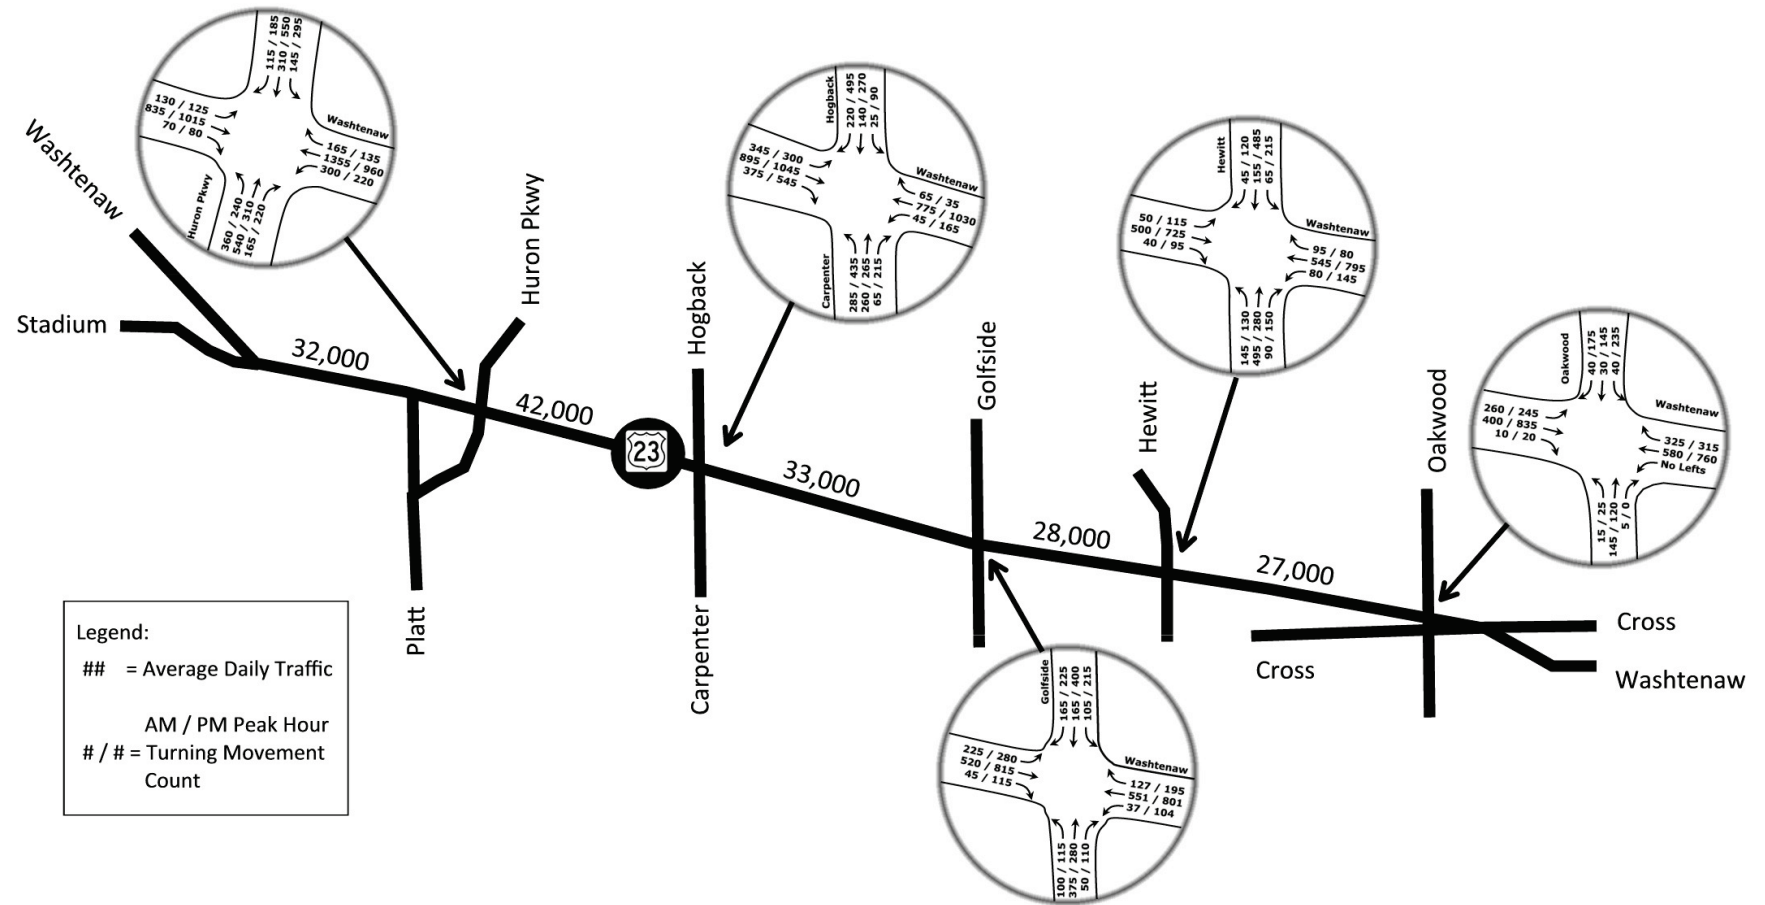 115 / 185
310 / 550
145 / 295
130 / 125
835 / 1015
70 / 80
Washtenaw
165 / 135
1355 / 960
300 / 220
Huron Pkwy
360 / 240
540 / 310
165 / 220
Hogback
220 / 495
140 / 270
25 / 90
345 / 300
895 / 1045
375 / 545
Washtenaw
65 / 35
775 / 1030
45 / 165
Carpenter
285 / 435
260 / 265
65 / 215
Hewitt
45 / 120
155 / 485
65 / 215
50 / 115
500 / 725
40 / 95
Washtenaw
95 / 80
545 / 795
80 / 145
145 / 130
495 / 280
90 / 150
Oakwood
40 / 175
30 / 145
40 / 235
260 / 245
400 / 835
10 / 20
Washtenaw
325 / 315
580 / 760
No Lefts
15 / 25
145 / 120
5 / 0
Washtenaw
Stadium
32,000
Huron Pkwy
42,000
23
Hogback
33,000
Golfside
28,000
Hewitt
27,000
Oakwood
Cross
Cross
Washtenaw
Platt
Carpenter
Golfside
165 / 225
165 / 400
105 / 215
225 / 280
520 / 815
45 / 115
Washtenaw
127 / 195
551 / 801
37 / 104
100 / 115
375 / 280
50 / 110
Legend:
## = Average Daily Traffic
AM / PM Peak Hour
# / # = Turning Movement
Count